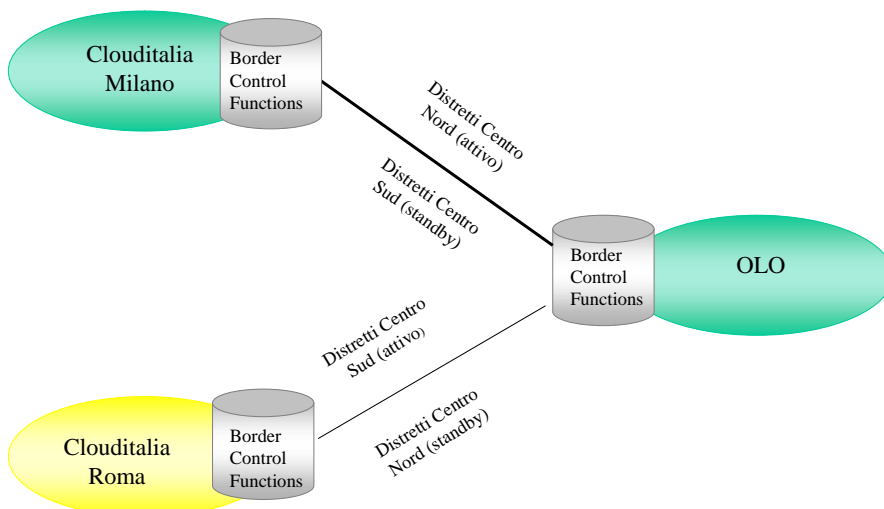 Clouditalia
Milano
Border
Control
Functions
Distretti Centro
Nord (attivo)
Distretti Centro
Sud (standby)
Border
Control
Functions
OLO
Distretti Centro
Sud (attivo)
Distretti Centro
Nord (standby)
Clouditalia
Roma
Border
Control
Functions